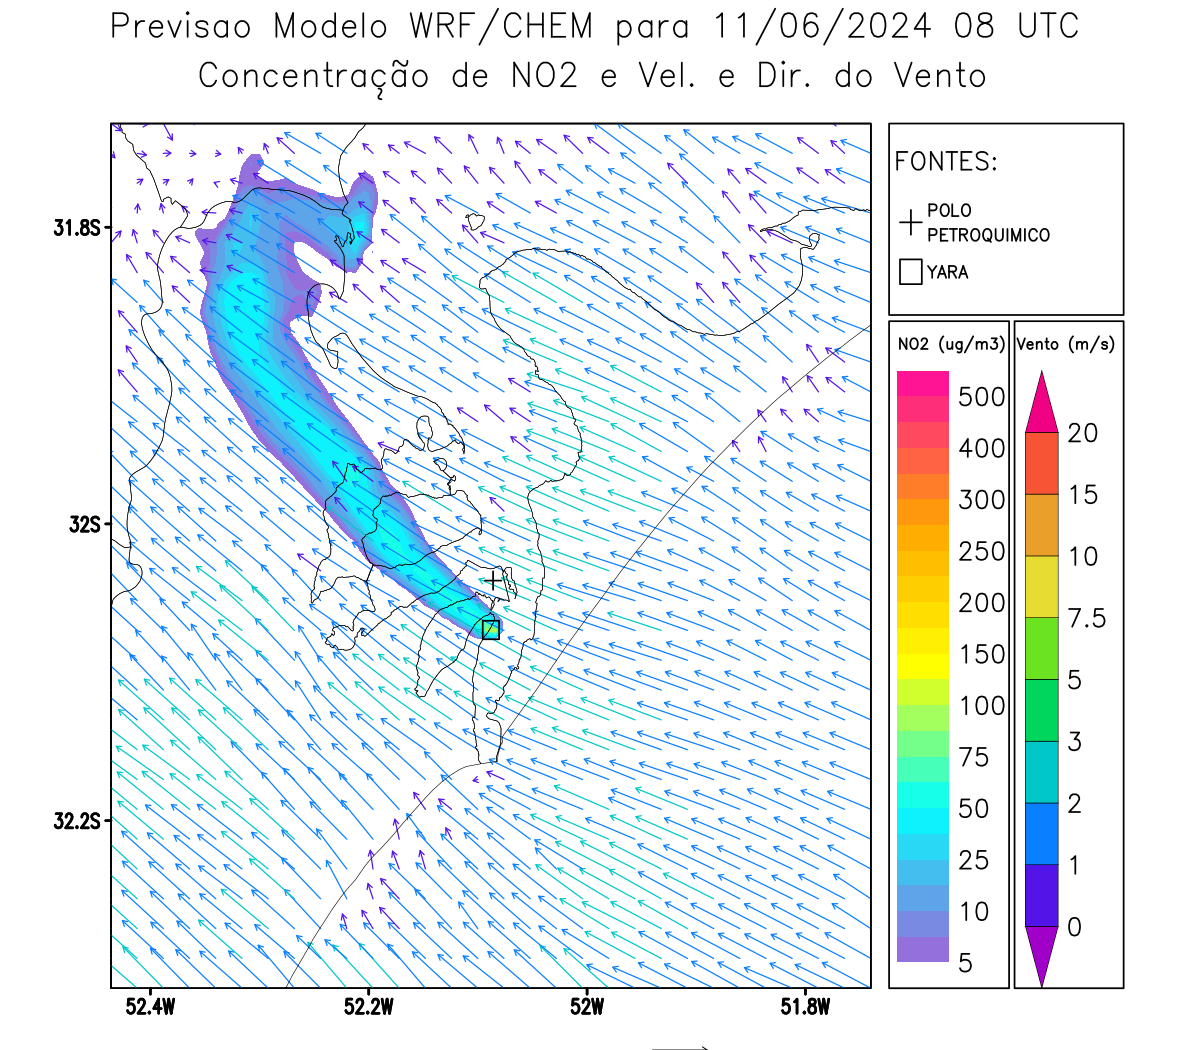 Previsao Modelo WRF/CHEM para 11/06/2024 08 UTC
Concentração de NO2 e Vel. e Dir. do Vento
FONTES:
POLO
PETROQUIMICO
YARA
NO2 (ug/m3)
500
400
300
250
200
150
100
75
50
25
10
5
Vento (m/s)
20
15
10
7.5
5
3
2
1
0
31.8S
32S
32.2S
52.4W
52.2W
52W
51.8W